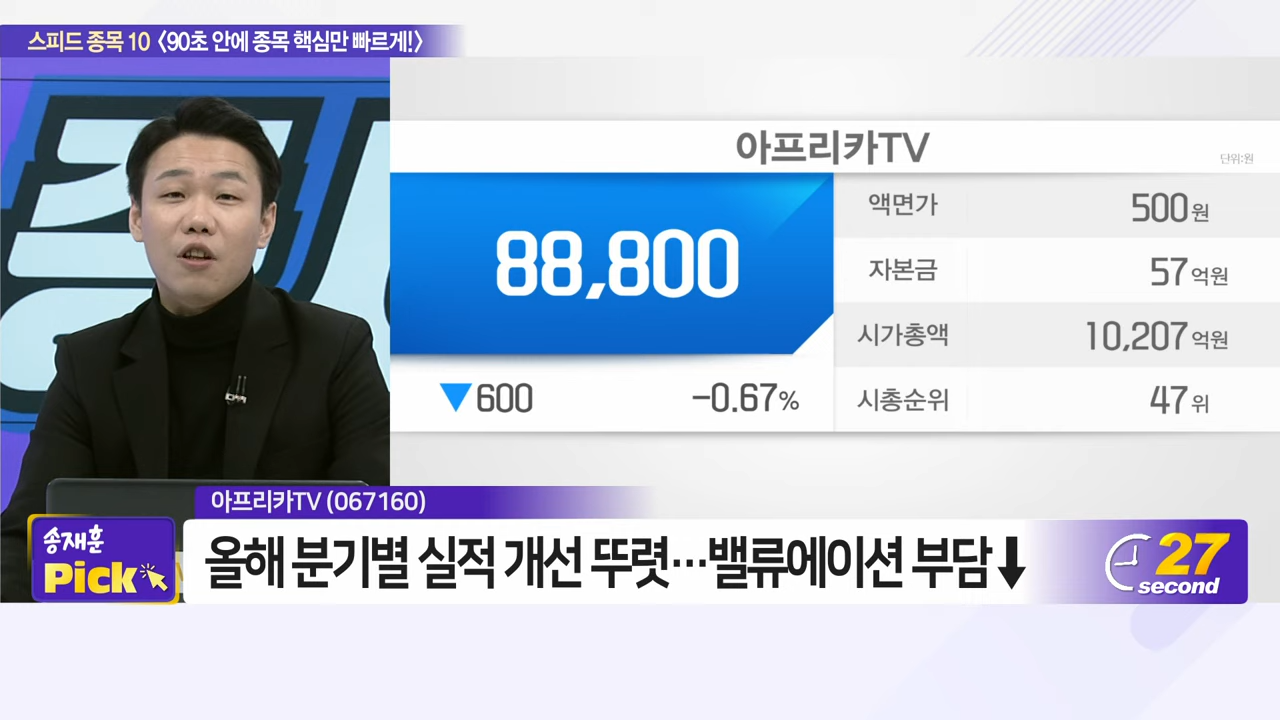 스피드 종목 10 <90초 안에 종목 핵심만 빠르게!>
아프리카TV
단위:원
88,800
▼600 -0.67%
액면가 500원
자본금 57억원
시가총액 10,207억원
시총순위 47위
아프리카TV (067160)
송재훈
Pick
올해 분기별 실적 개선 뚜렷…밸류에이션 부담↓
27
second